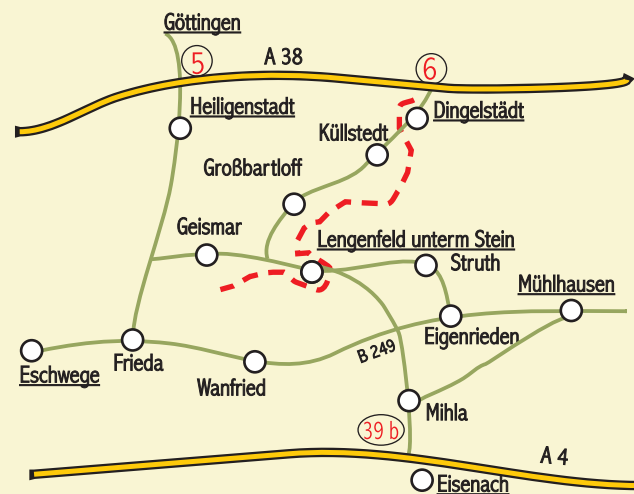 Göttingen
5
A 38
6
Heiligenstadt
Dingelstädt
Küllstedt
Großbartloff
Geismar
Lengenfeld unterm Stein
Struth
Mühlhausen
Eigenrieden
Frieda
B 249
Eschwege
Wanfried
Mihla
39 b
A 4
Eisenach